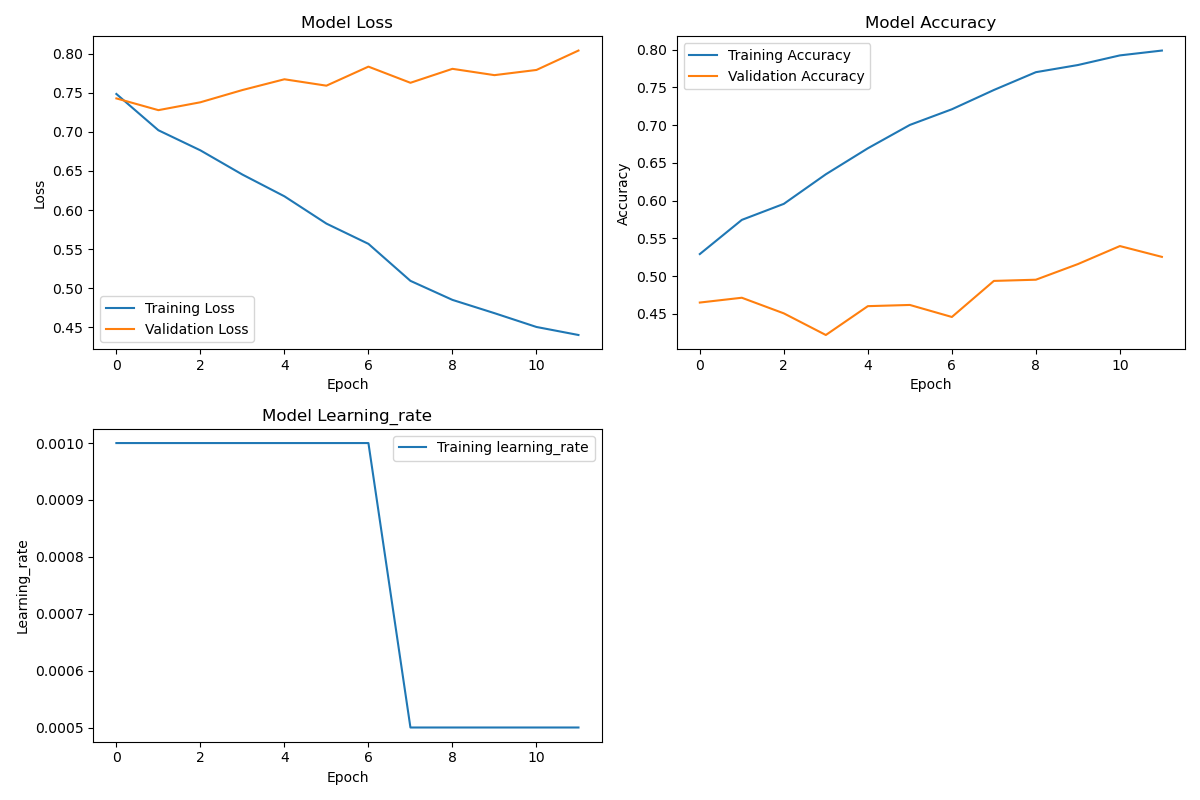 Model Loss
0.80
0.75
0.70
0.65
0.60
0.55
0.50
0.45
Loss
Training Loss
Validation Loss
0 2 4 6 8 10
Epoch
Model Accuracy
Training Accuracy
Validation Accuracy
0.80
0.75
0.70
0.65
0.60
0.55
0.50
0.45
Accuracy
0 2 4 6 8 10
Epoch
Model Learning_rate
Training learning_rate
0.0010
0.0009
0.0008
0.0007
0.0006
0.0005
Learning_rate
0 2 4 6 8 10
Epoch